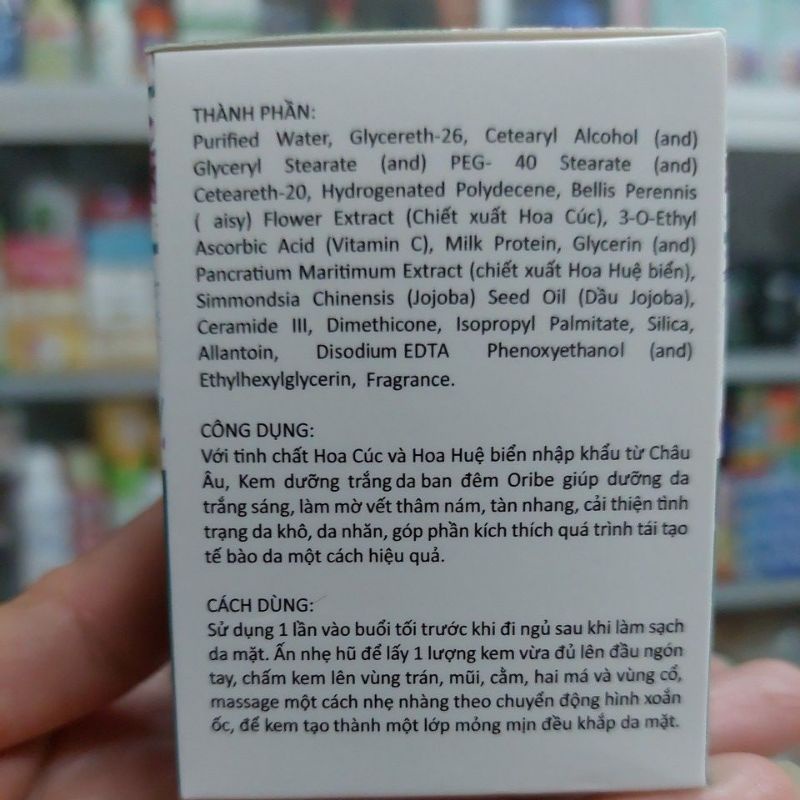 THÀNH PHẦN:
Purified Water, Glycereth-26, Cetearyl Alcohol (and)
Glyceryl Stearate (and) PEG- 40 Stearate (and)
Ceteareth-20, Hydrogenated Polydecene, Bellis Perennis
( aisy) Flower Extract (Chiết xuất Hoa Cúc), 3-O-Ethyl
Ascorbic Acid (Vitamin C), Milk Protein, Glycerin (and)
Pancratium Maritimum Extract (chiết xuất Hoa Huệ biển),
Simmondsia Chinensis (Jojoba) Seed Oil (Dầu Jojoba),
Ceramide III, Dimethicone, Isopropyl Palmitate, Silica,
Allantoin, Disodium EDTA Phenoxyethanol (and)
Ethylhexylglycerin, Fragrance.
CÔNG DỤNG:
Với tinh chất Hoa Cúc và Hoa Huệ biển nhập khẩu từ Châu
Âu, Kem dưỡng trắng da ban đêm Oribe giúp dưỡng da
trắng sáng, làm mờ vết thâm nám, tàn nhang, cải thiện tình
trạng da khô, da nhăn, góp phần kích thích quá trình tái tạo
tế bào da một cách hiệu quả.
CÁCH DÙNG:
Sử dụng 1 lần vào buổi tối trước khi đi ngủ sau khi làm sạch
da mặt. Ấn nhẹ hũ để lấy 1 lượng kem vừa đủ lên đầu ngón
tay, chấm kem lên vùng trán, mũi, cằm, hai má và vùng cổ,
massage một cách nhẹ nhàng theo chuyển động hình xoắn
ốc, để kem tạo thành một lớp mỏng mịn đều khắp da mặt.